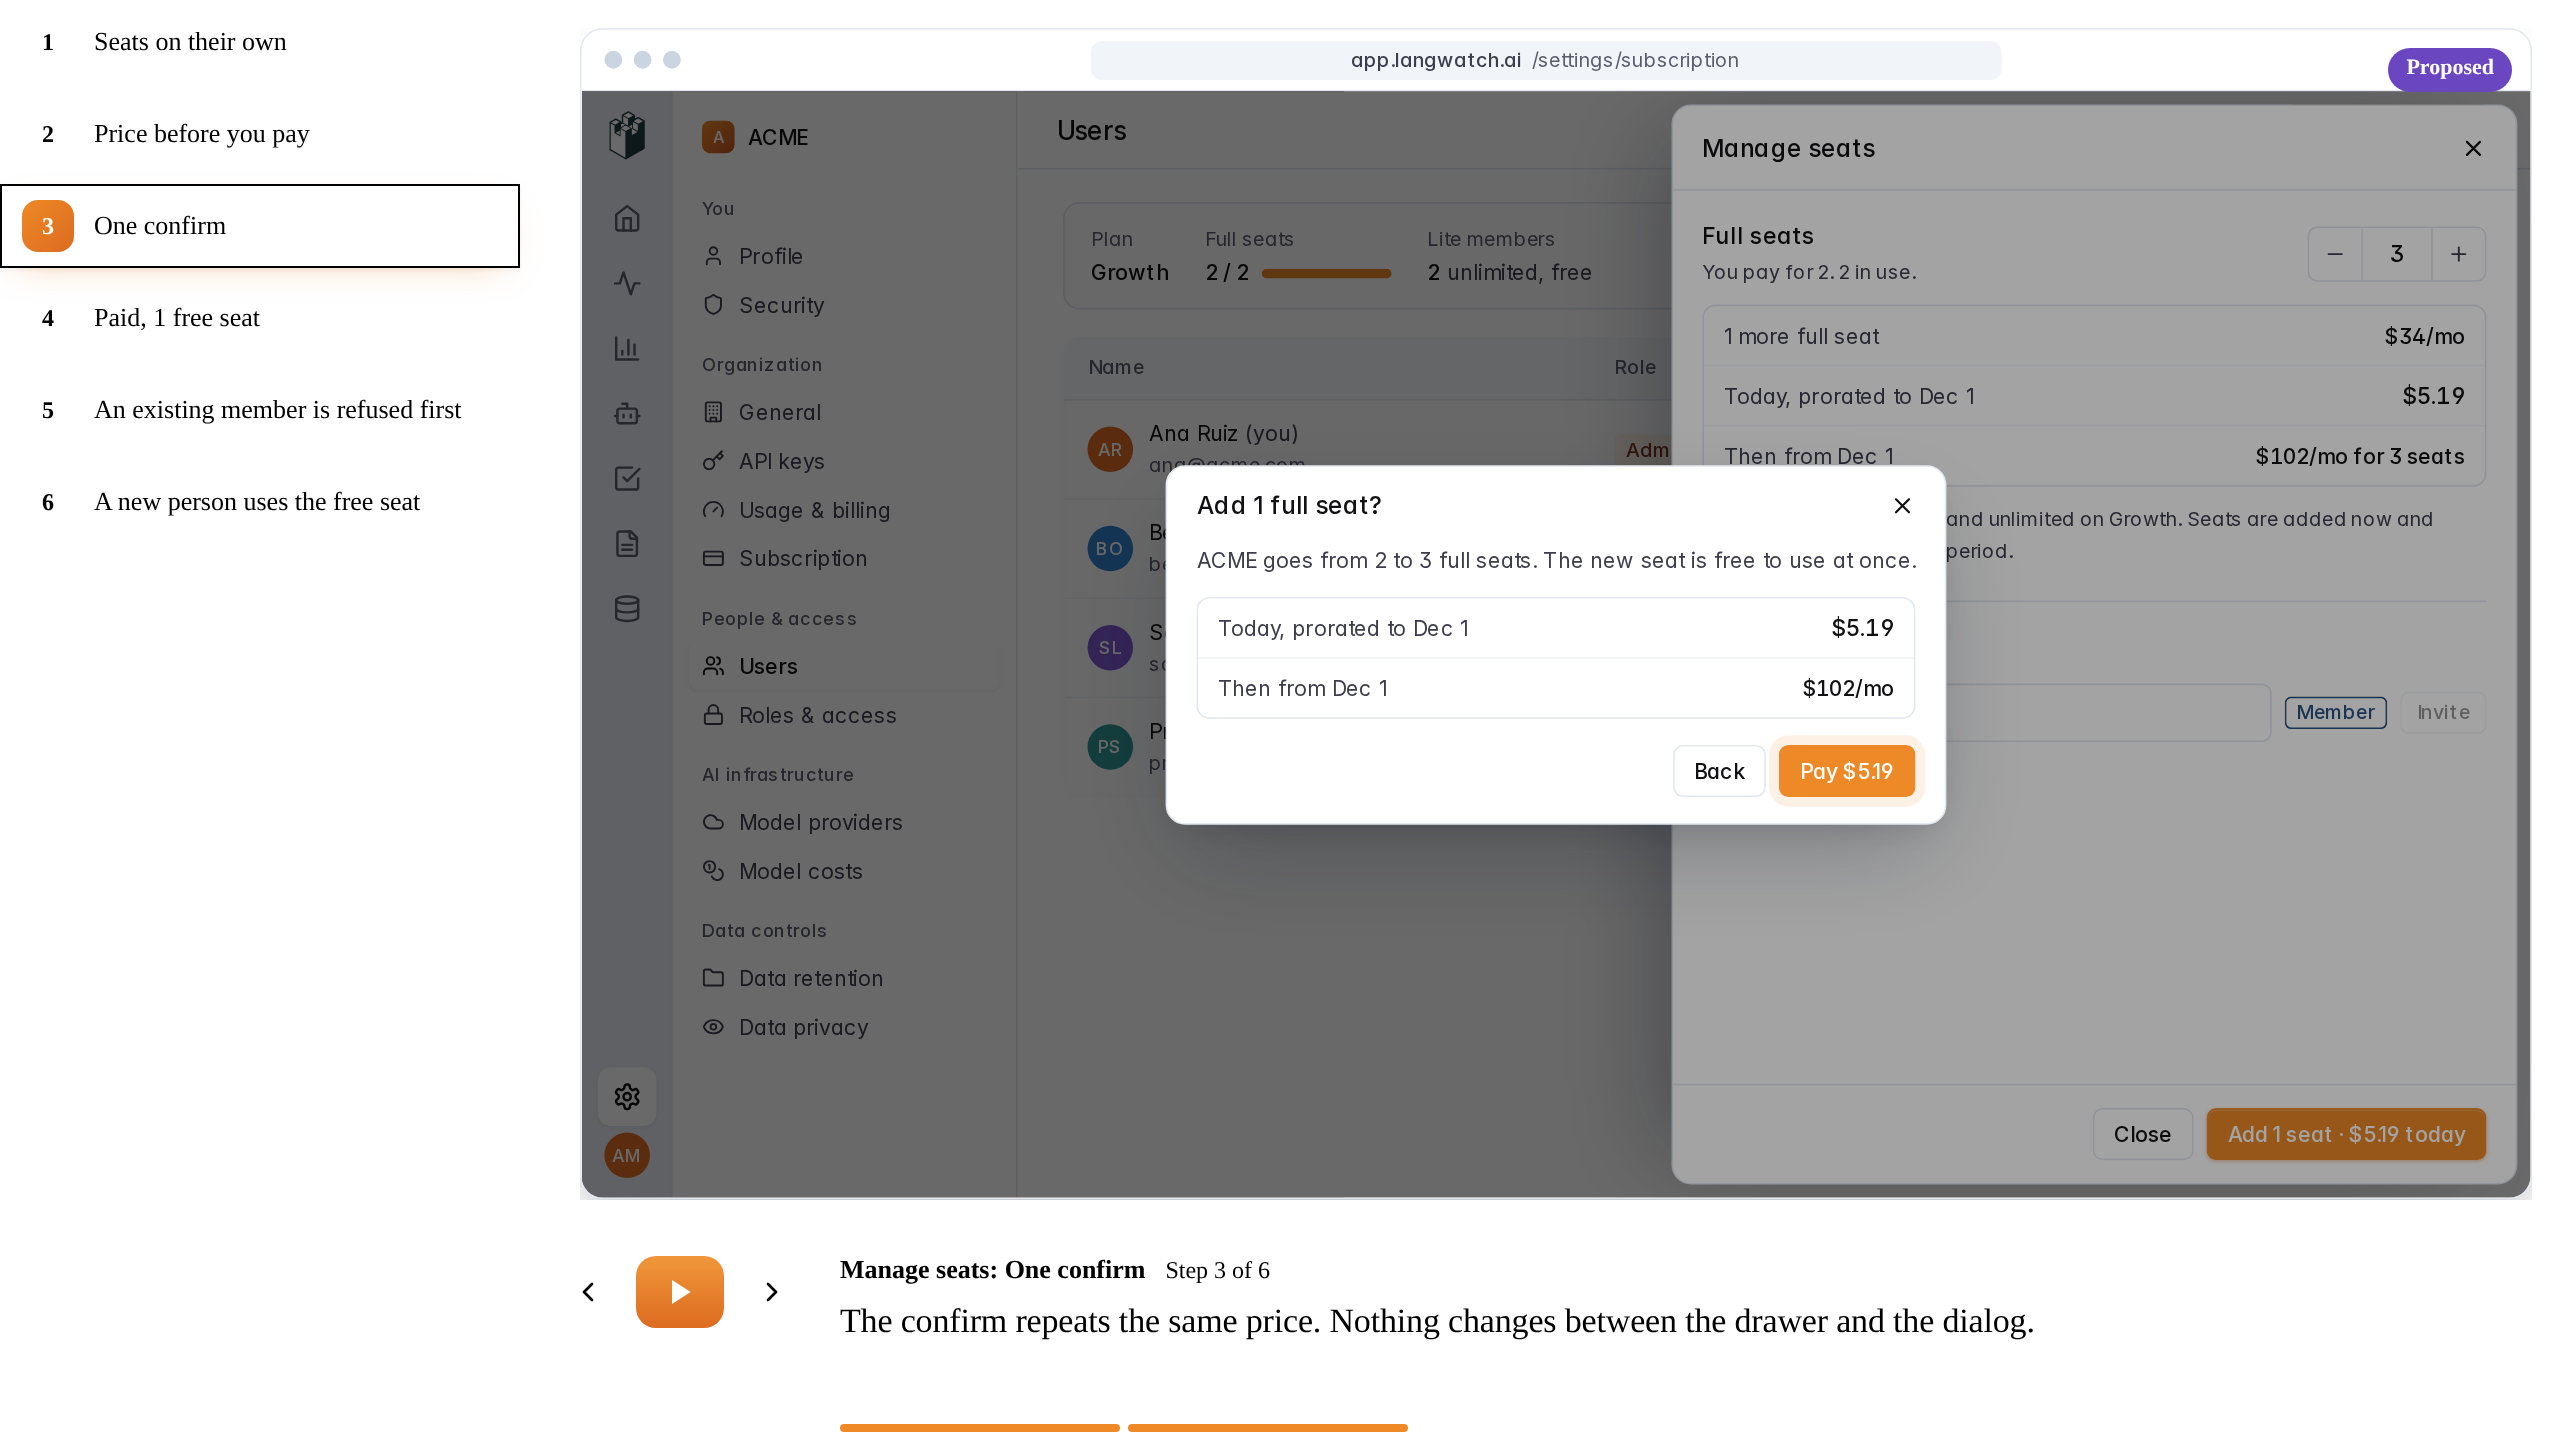 1 Seats on their own
2 Price before you pay
3 One confirm
4 Paid, 1 free seat
5 An existing member is refused first
6 A new person uses the free seat
app.langwatch.ai /settings/subscription
Proposed
A ACME
You
Profile
Security
Organization
General
API keys
Usage & billing
Subscription
People & access
Users
Roles & access
AI infrastructure
Model providers
Model costs
Data controls
Data retention
Data privacy
AM
Users
Plan Full seats Lite members
Growth 2 / 2 2 unlimited, free
Name Role
AR Ana Ruiz (you)
ana@acme.com
Adm
BO
SL
PS
Manage seats
Full seats
You pay for 2. 2 in use.
3
1 more full seat $34/mo
Today, prorated to Dec 1 $5.19
Then from Dec 1 $102/mo for 3 seats
and unlimited on Growth. Seats are added now and
period.
Member Invite
Close Add 1 seat · $5.19 today
Add 1 full seat?
ACME goes from 2 to 3 full seats. The new seat is free to use at once.
Today, prorated to Dec 1 $5.19
Then from Dec 1 $102/mo
Back Pay $5.19
Manage seats: One confirm Step 3 of 6
The confirm repeats the same price. Nothing changes between the drawer and the dialog.